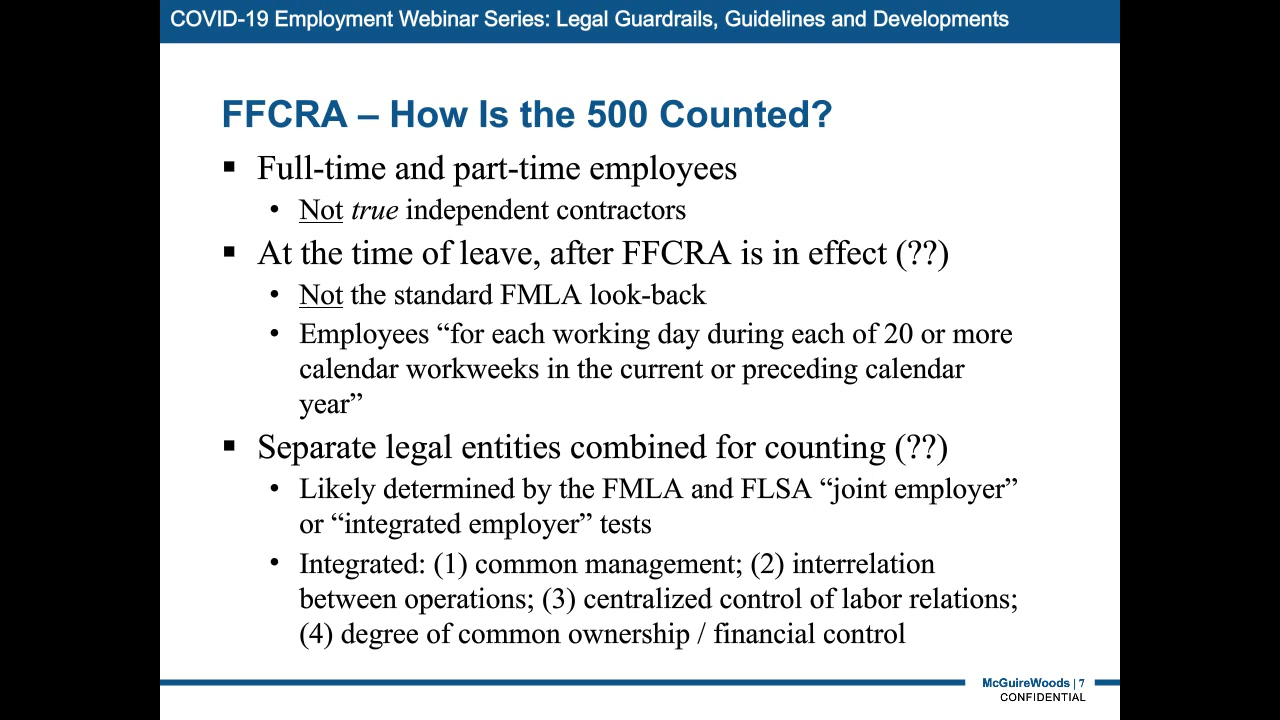 COVID-19 Employment Webinar Series: Legal Guardrails, Guidelines and Developments
FFCRA – How Is the 500 Counted?
▪ Full-time and part-time employees
• Not true independent contractors
▪ At the time of leave, after FFCRA is in effect (??)
• Not the standard FMLA look-back
• Employees “for each working day during each of 20 or more
calendar workweeks in the current or preceding calendar
year”
▪ Separate legal entities combined for counting (??)
• Likely determined by the FMLA and FLSA “joint employer”
or “integrated employer” tests
• Integrated: (1) common management; (2) interrelation
between operations; (3) centralized control of labor relations;
(4) degree of common ownership / financial control
McGuireWoods | 7
CONFIDENTIAL